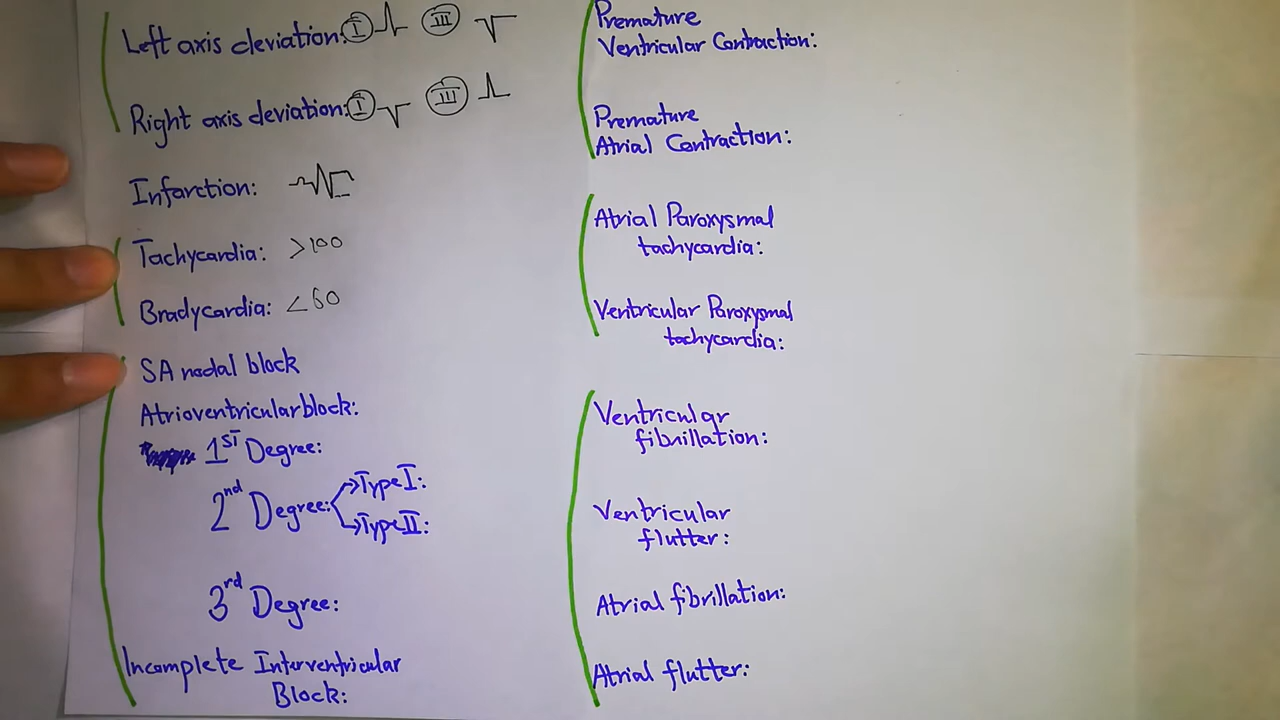 Left axis deviation: I III
Right axis deviation: I III
Infarction:
Tachycardia: >100
Bradycardia: <60
SA nodal block
Atrioventricular block:
1ST Degree:
2nd Degree: →Type I:
→Type II:
3rd Degree:
Incomplete Interventricular
Block:
Premature
Ventricular Contraction:
Premature
Atrial Contraction:
Atrial Paroxysmal
tachycardia:
Ventricular Paroxysmal
tachycardia:
Ventricular
fibrillation:
Ventricular
flutter:
Atrial fibrillation:
Atrial flutter: